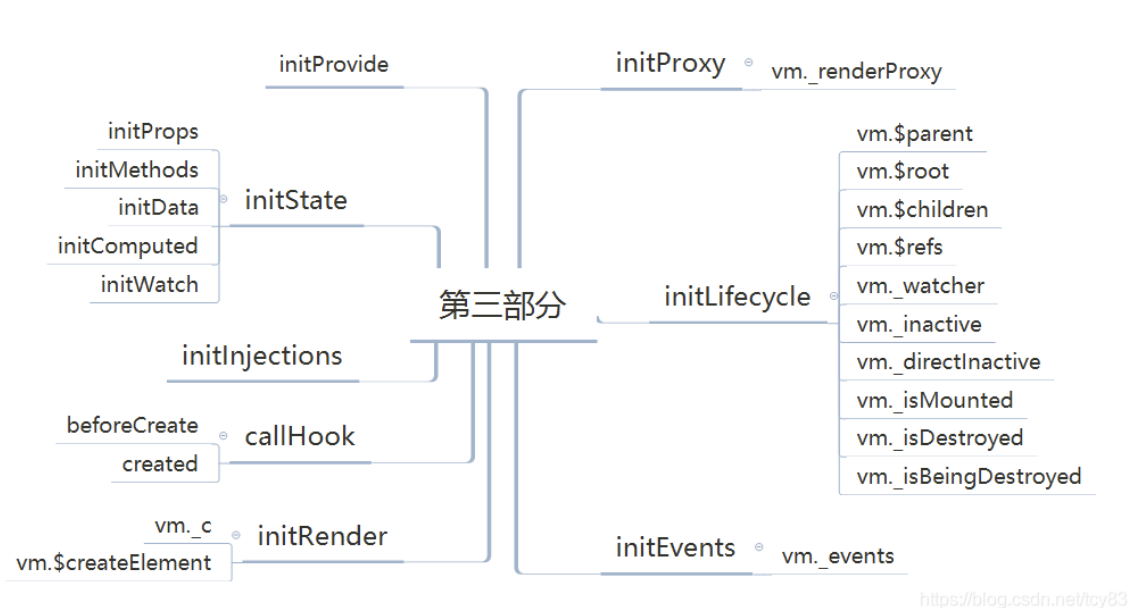 第三部分
initProxy
vm._renderProxy
initLifecycle
vm.$parent
vm.$root
vm.$children
vm.$refs
vm._watcher
vm._inactive
vm._directInactive
vm._isMounted
vm._isDestroyed
vm._isBeingDestroyed
initEvents
vm._events
initRender
vm._c
vm.$createElement
callHook
beforeCreate
created
initInjections
initState
initProps
initMethods
initData
initComputed
initWatch
initProvide
https://blog.csdn.net/tcy83